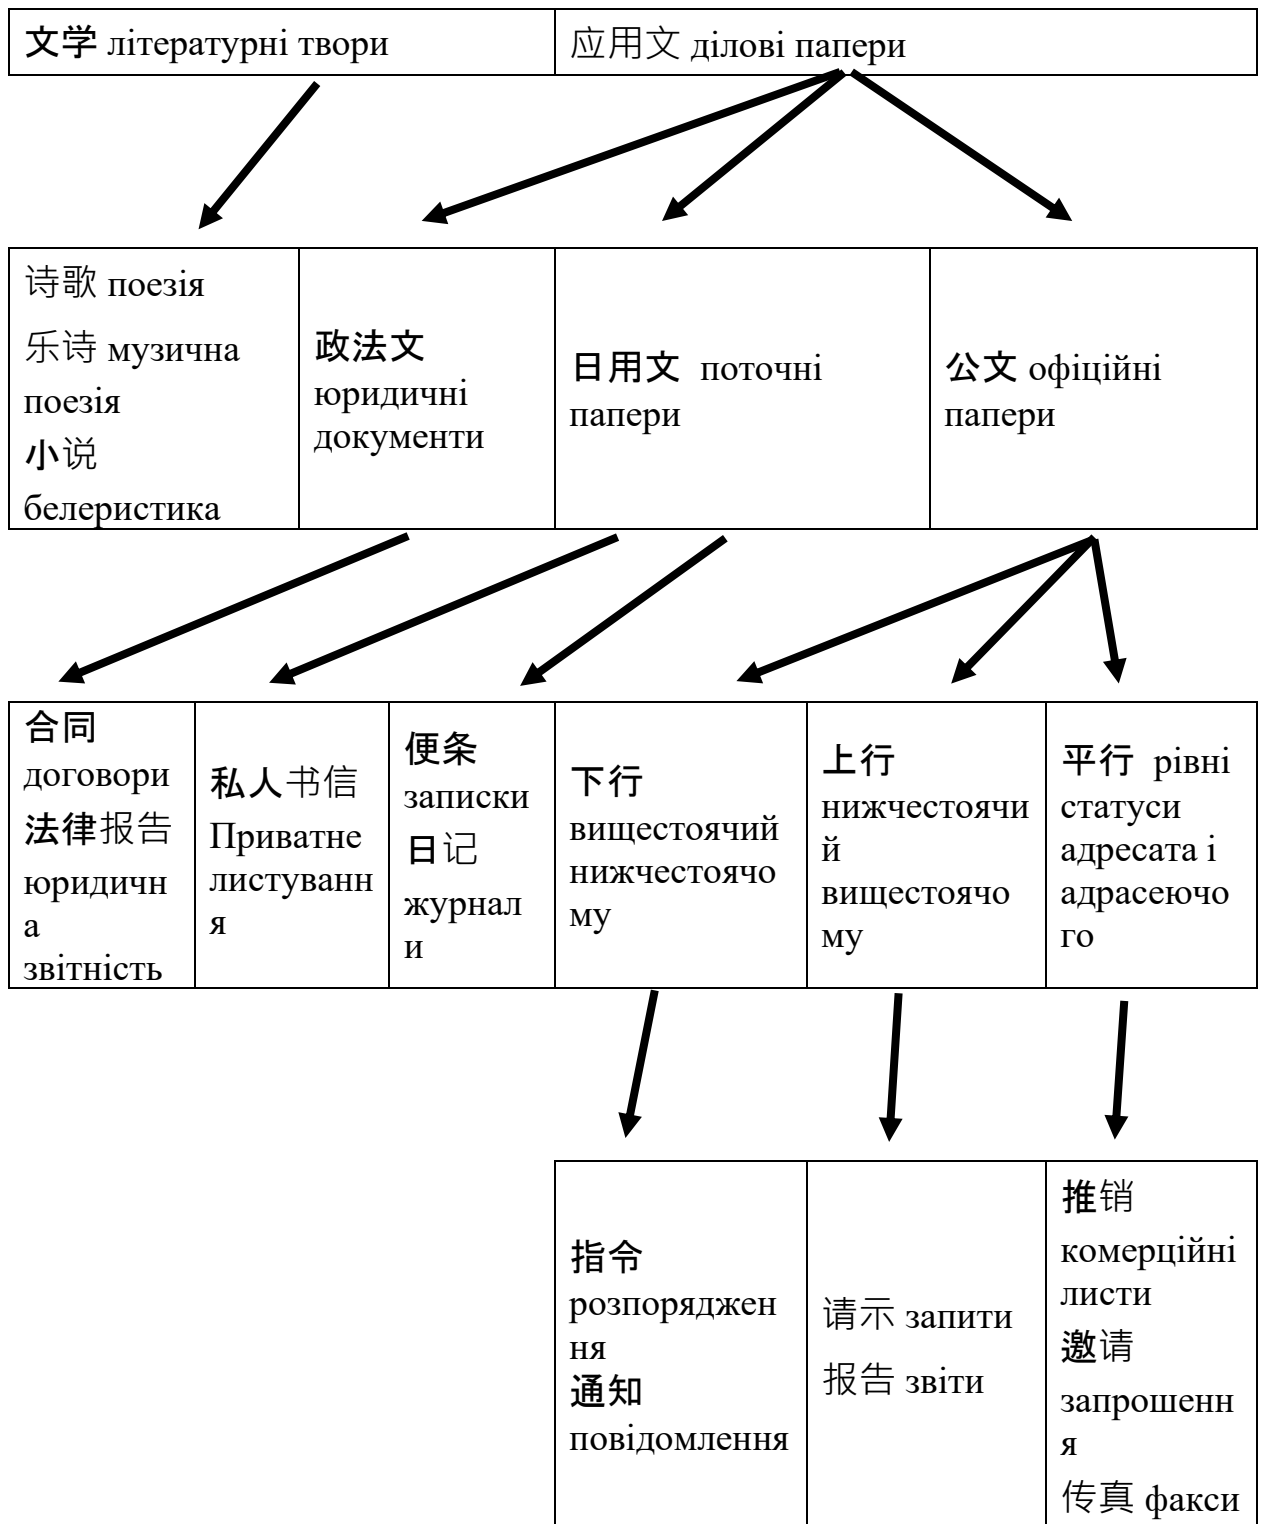 文学 літературні твори
应用文 ділові папери
诗歌 поезія
乐诗 музична
поезія
小说
белеристика
政法文
юридичні
документи
日用文 поточні
папери
公文 офіційні
папери
合同
договори
法律报告
юридичн
а
звітність
私人书信
Приватне
листуванн
я
便条
записки
日记
журнал
и
下行
вищестоячий
нижчестоячо
му
上行
нижчестоячи
й
вищестоячо
му
平行 рівні
статуси
адресата і
адрасеючо
го
指令
розпоряджен
ня
通知
повідомлення
请示 запити
报告 звіти
推销
комерційні
листи
邀请
запрошенн
я
传真 факси